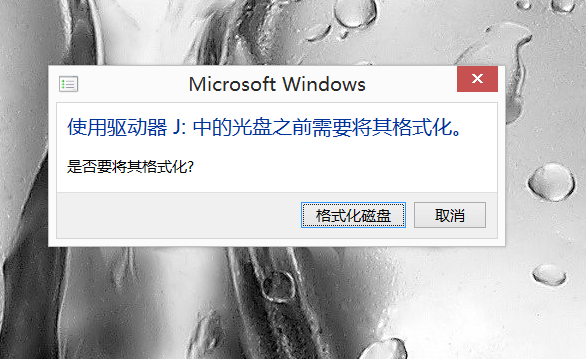 Microsoft Windows
使用驱动器 J: 中的光盘之前需要将其格式化。
是否要将其格式化?
格式化磁盘 取消